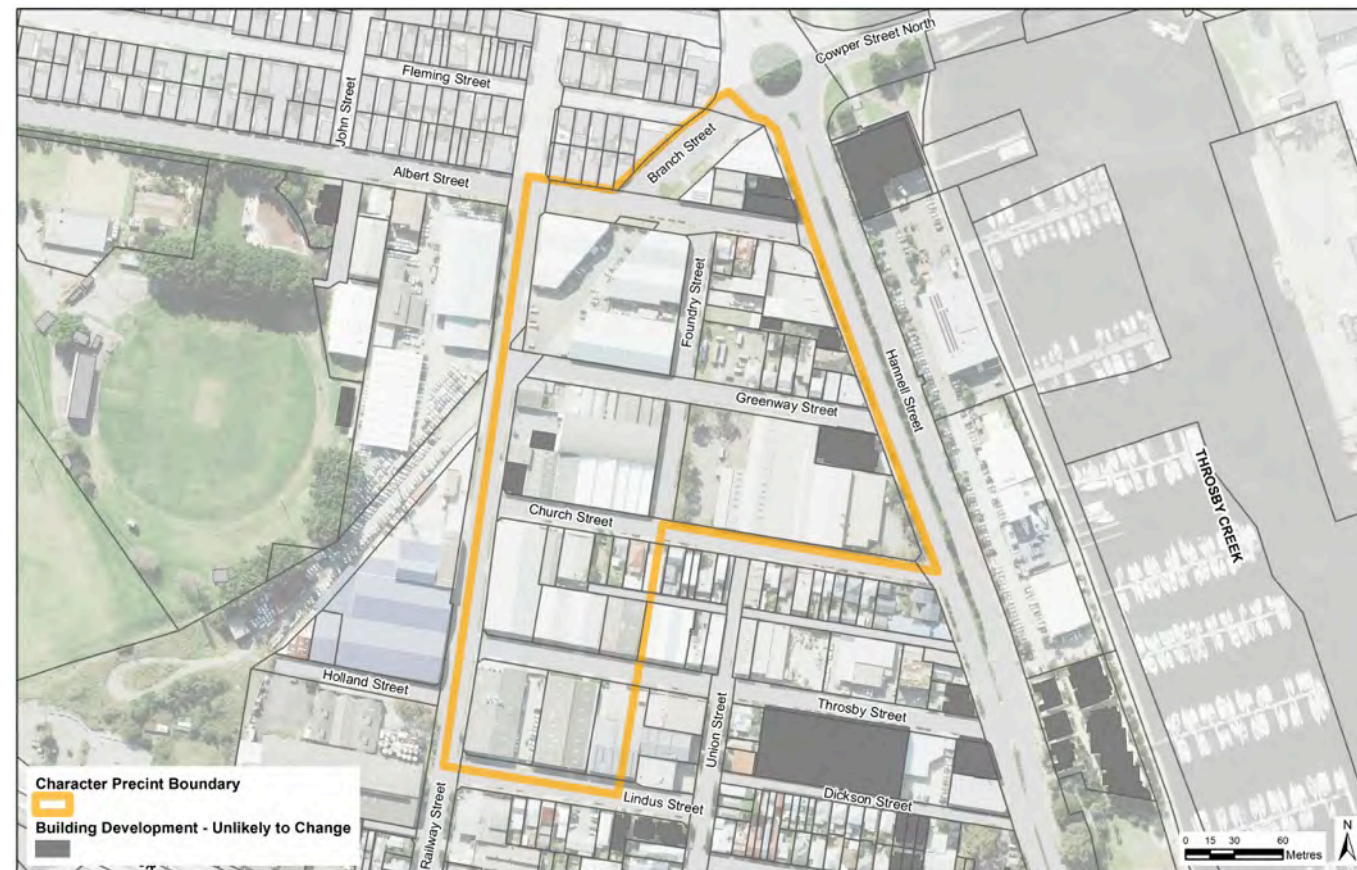 Cowper Street North
Fleming Street
John Street
Branch Street
Albert Street
Foundry Street
Hannell Street
Greenway Street
THROSBY CREEK
Church Street
Holland Street
Union Street
Throsby Street
Character Precint Boundary
Building Development - Unlikely to Change
Railway Street
Lindus Street
Dickson Street
N
0 15 30 60
Metres